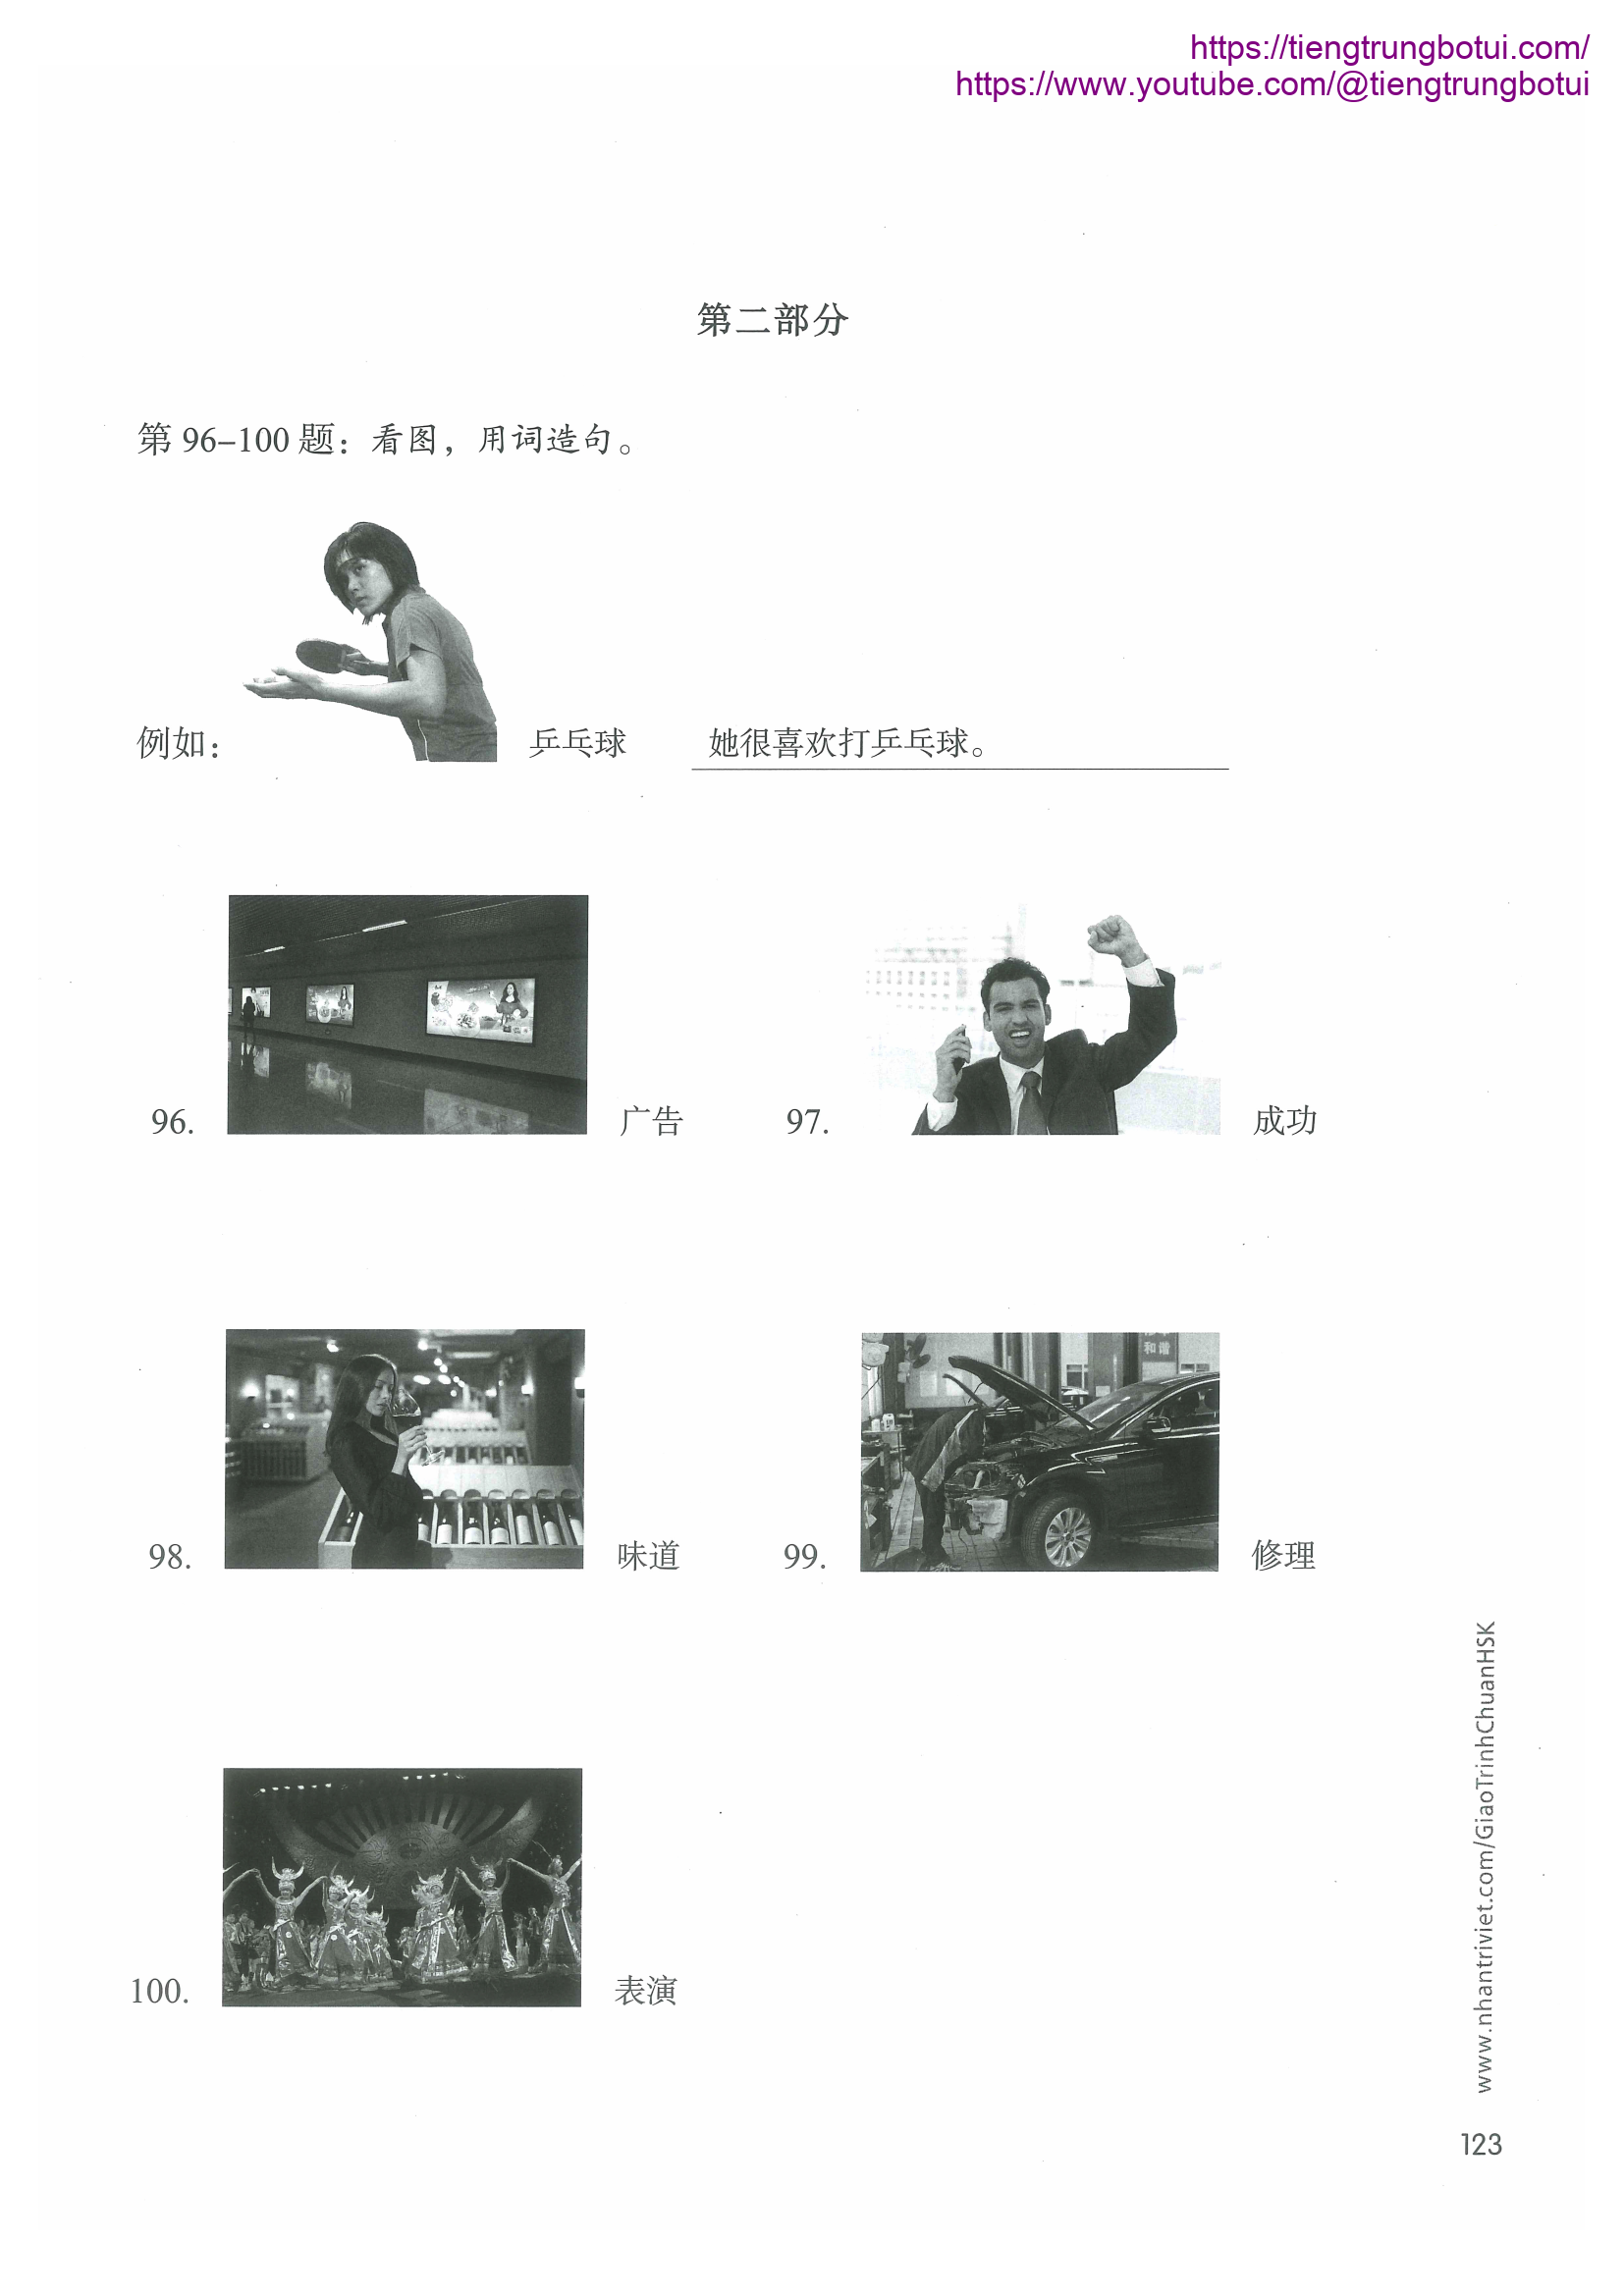 https://tiengtrungbotui.com/
https://www.youtube.com/@tiengtrungbotui
第二部分
第 96–100 题：看图，用词造句。
例如： 乒乓球 她很喜欢打乒乓球。
96. 广告 97. 成功
和谐
98. 味道 99. 修理
100. 表演
www.nhantriviet.com/GiaoTrinhChuanHSK
123